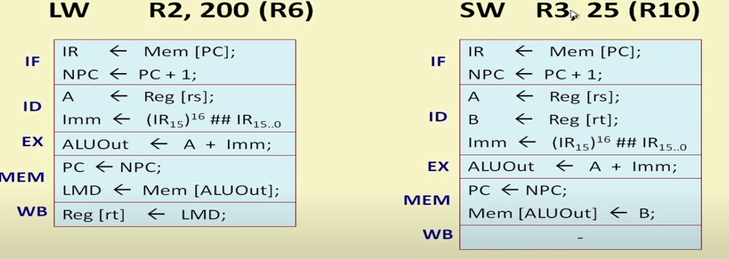 LW R2, 200 (R6)
IF
IR ← Mem [PC];
NPC ← PC + 1;
ID
A ← Reg [rs];
Imm ← (IR₁₅)¹⁶ ## IR₁₅..₀
EX
ALUOut ← A + Imm;
MEM
PC ← NPC;
LMD ← Mem [ALUOut];
WB
Reg [rt] ← LMD;
SW R3, 25 (R10)
IF
IR ← Mem [PC];
NPC ← PC + 1;
ID
A ← Reg [rs];
B ← Reg [rt];
Imm ← (IR₁₅)¹⁶ ## IR₁₅..₀
EX
ALUOut ← A + Imm;
MEM
PC ← NPC;
Mem [ALUOut] ← B;
WB
-